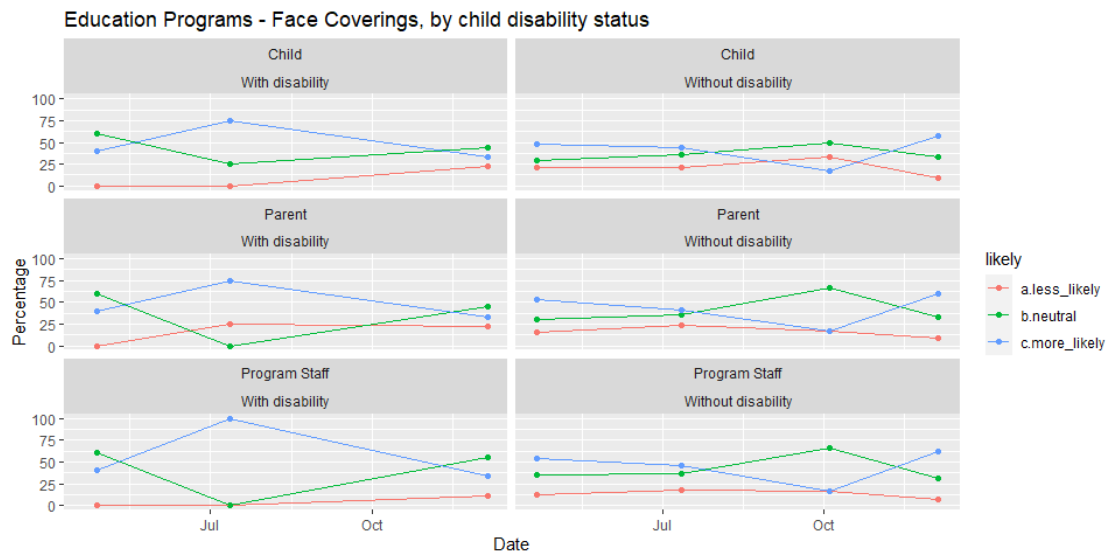 Education Programs - Face Coverings, by child disability status
Child
With disability
Child
Without disability
100
75
50
25
0
Parent
With disability
Parent
Without disability
100
75
50
25
0
Program Staff
With disability
Program Staff
Without disability
100
75
50
25
0
Jul
Oct
Jul
Oct
Percentage
Date
likely
a.less_likely
b.neutral
c.more_likely